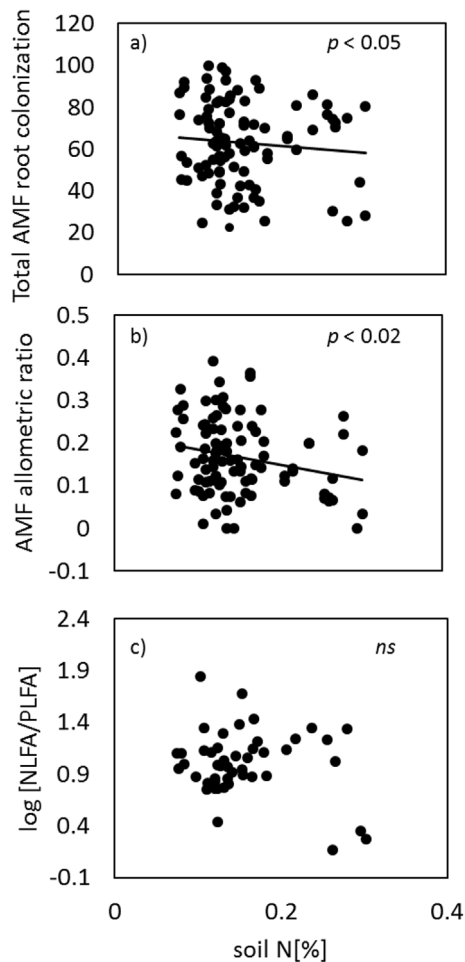 a)
p < 0.05
Total AMF root colonization
120
100
80
60
40
20
0
b)
p < 0.02
AMF allometric ratio
0.5
0.4
0.3
0.2
0.1
0
-0.1
c)
ns
log [NLFA/PLFA]
2.4
1.9
1.4
0.9
0.4
-0.1
0 0.2 0.4
soil N[%]